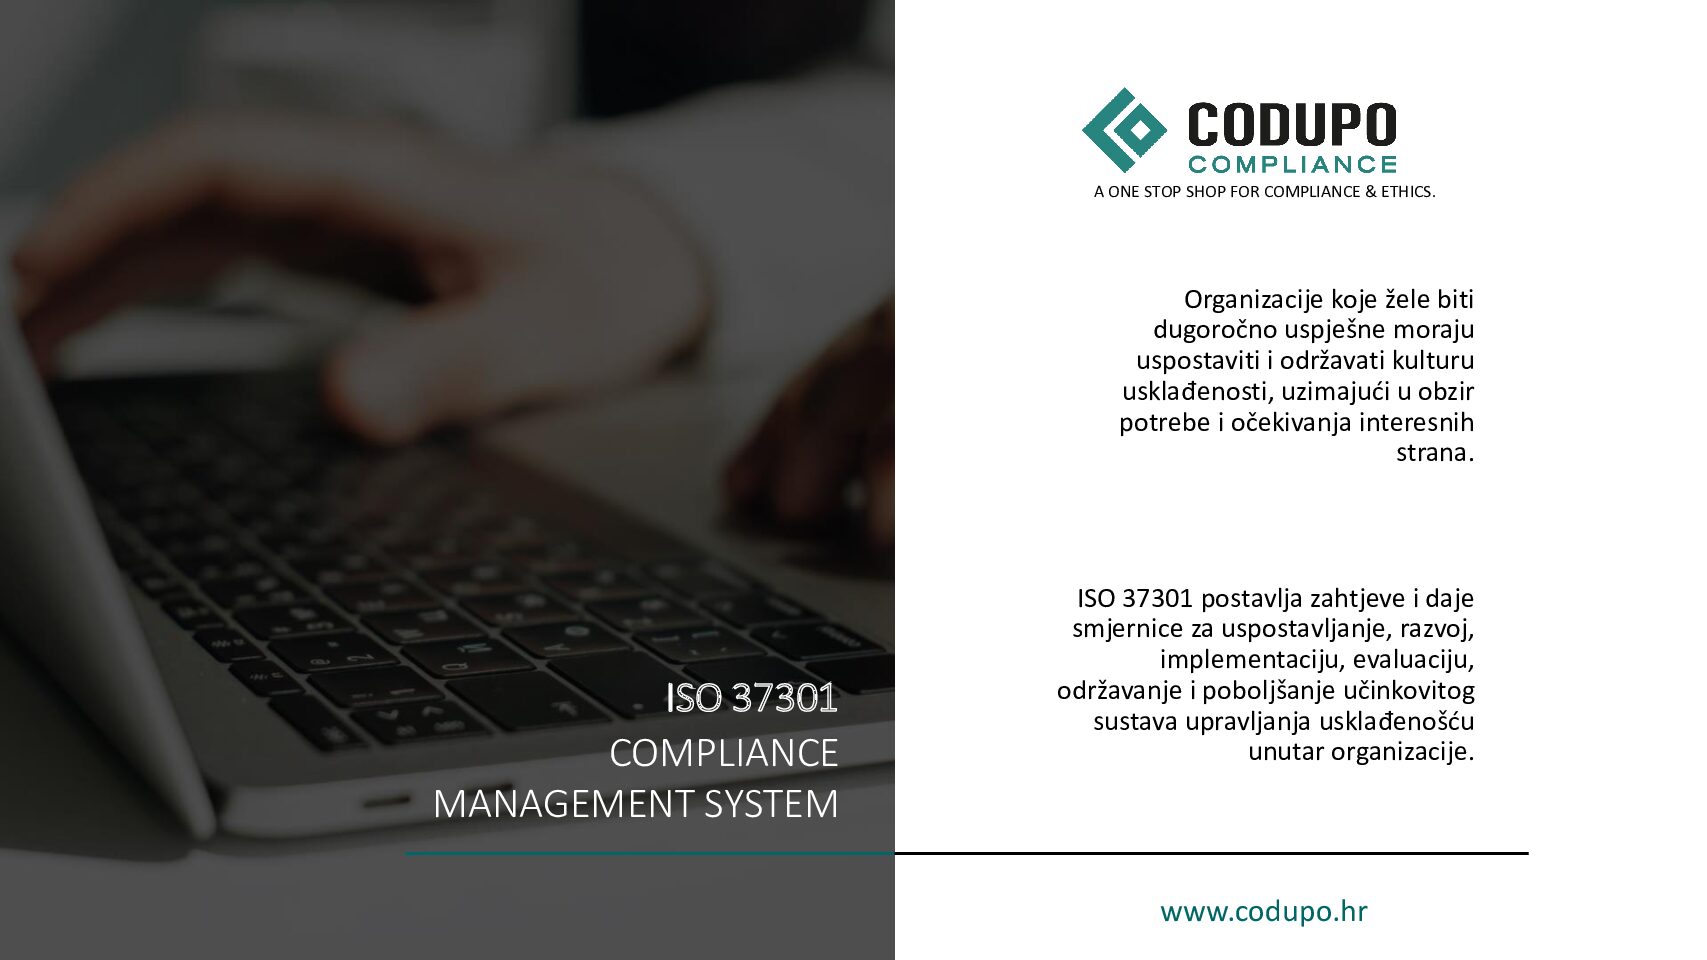 CODUPO
COMPLIANCE
A ONE STOP SHOP FOR COMPLIANCE & ETHICS.
Organizacije koje žele biti
dugoročno uspješne moraju
uspostaviti i održavati kulturu
usklađenosti, uzimajući u obzir
potrebe i očekivanja interesnih
strana.
ISO 37301 postavlja zahtjeve i daje
smjernice za uspostavljanje, razvoj,
implementaciju, evaluaciju,
održavanje i poboljšanje učinkovitog
sustava upravljanja usklađenošću
unutar organizacije.
ISO 37301
COMPLIANCE
MANAGEMENT SYSTEM
www.codupo.hr